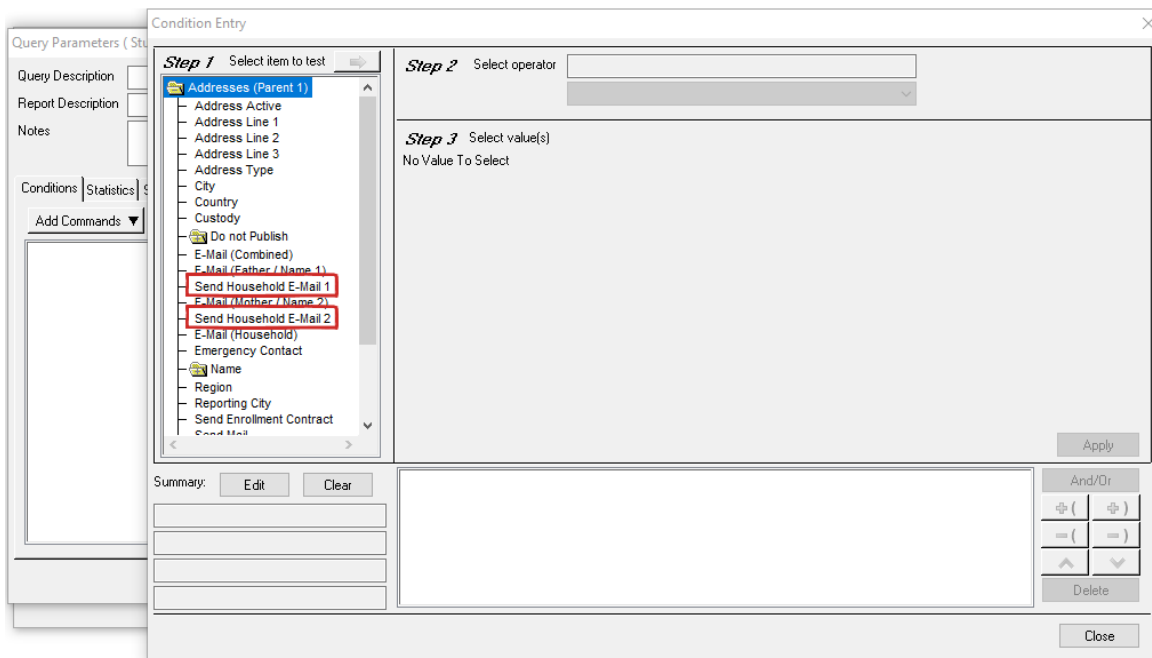 Condition Entry
Query Parameters ( Stu
Query Description
Report Description
Notes
Conditions
Statistics
S
Add Commands
Step 1 Select item to test
Addresses (Parent 1)
Address Active
Address Line 1
Address Line 2
Address Line 3
Address Type
City
Country
Custody
Do not Publish
E-Mail (Combined)
E-Mail (Father / Name 1)
Send Household E-Mail 1
E-Mail (Mother / Name 2)
Send Household E-Mail 2
E-Mail (Household)
Emergency Contact
Name
Region
Reporting City
Send Enrollment Contract
Send Mail
Step 2 Select operator
Step 3 Select value(s)
No Value To Select
Apply
Summary:
Edit
Clear
And/Or
+ ( + )
= ( = )
Delete
Close